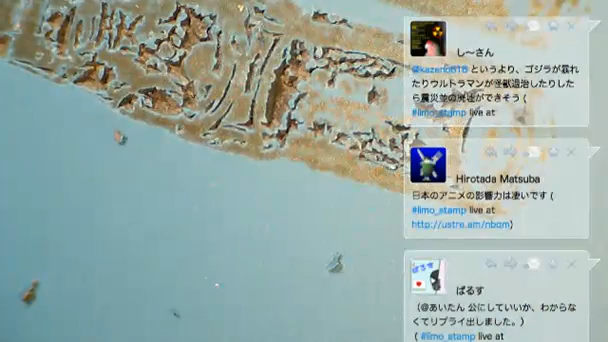 し〜さん
@kazeno818 というより、ゴジラが暴れ
たりウルトラマンが怪獣退治したりした
ら震災並の廃墟ができそう (
#limo_stamp live at
Hirotada Matsuba
日本のアニメの影響力は凄いです (
#limo_stamp live at
http://ustre.am/nbqm)
ぱるす
（@あいたん 公にしていいか、わからな
くてリプライ出しました。）
( #limo_stamp live at